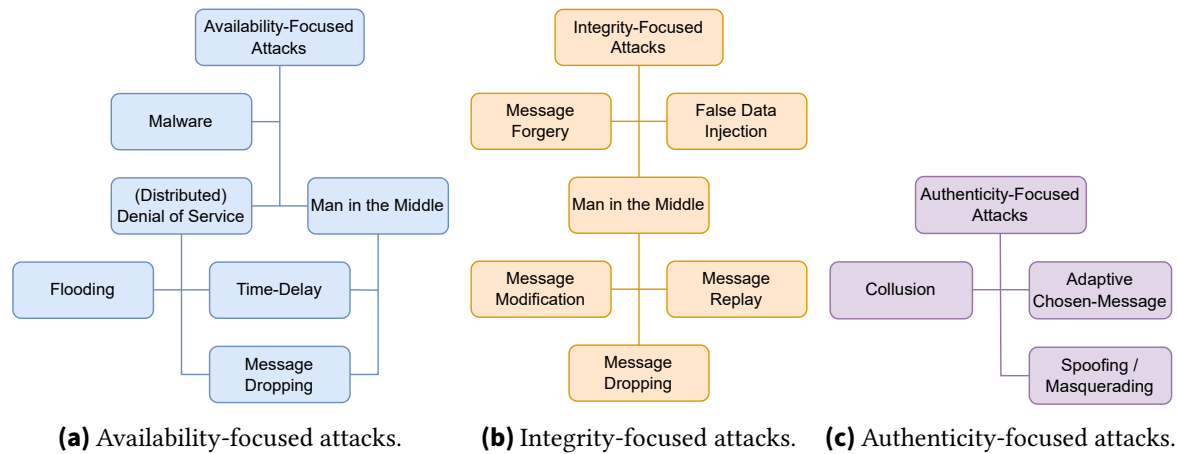 Availability-Focused
Attacks
Malware
(Distributed)
Denial of Service
Man in the Middle
Flooding
Time-Delay
Message
Dropping
(a) Availability-focused attacks.
Integrity-Focused
Attacks
Message
Forgery
False Data
Injection
Man in the Middle
Message
Modification
Message
Replay
Message
Dropping
(b) Integrity-focused attacks.
Authenticity-Focused
Attacks
Collusion
Adaptive
Chosen-Message
Spoofing /
Masquerading
(c) Authenticity-focused attacks.